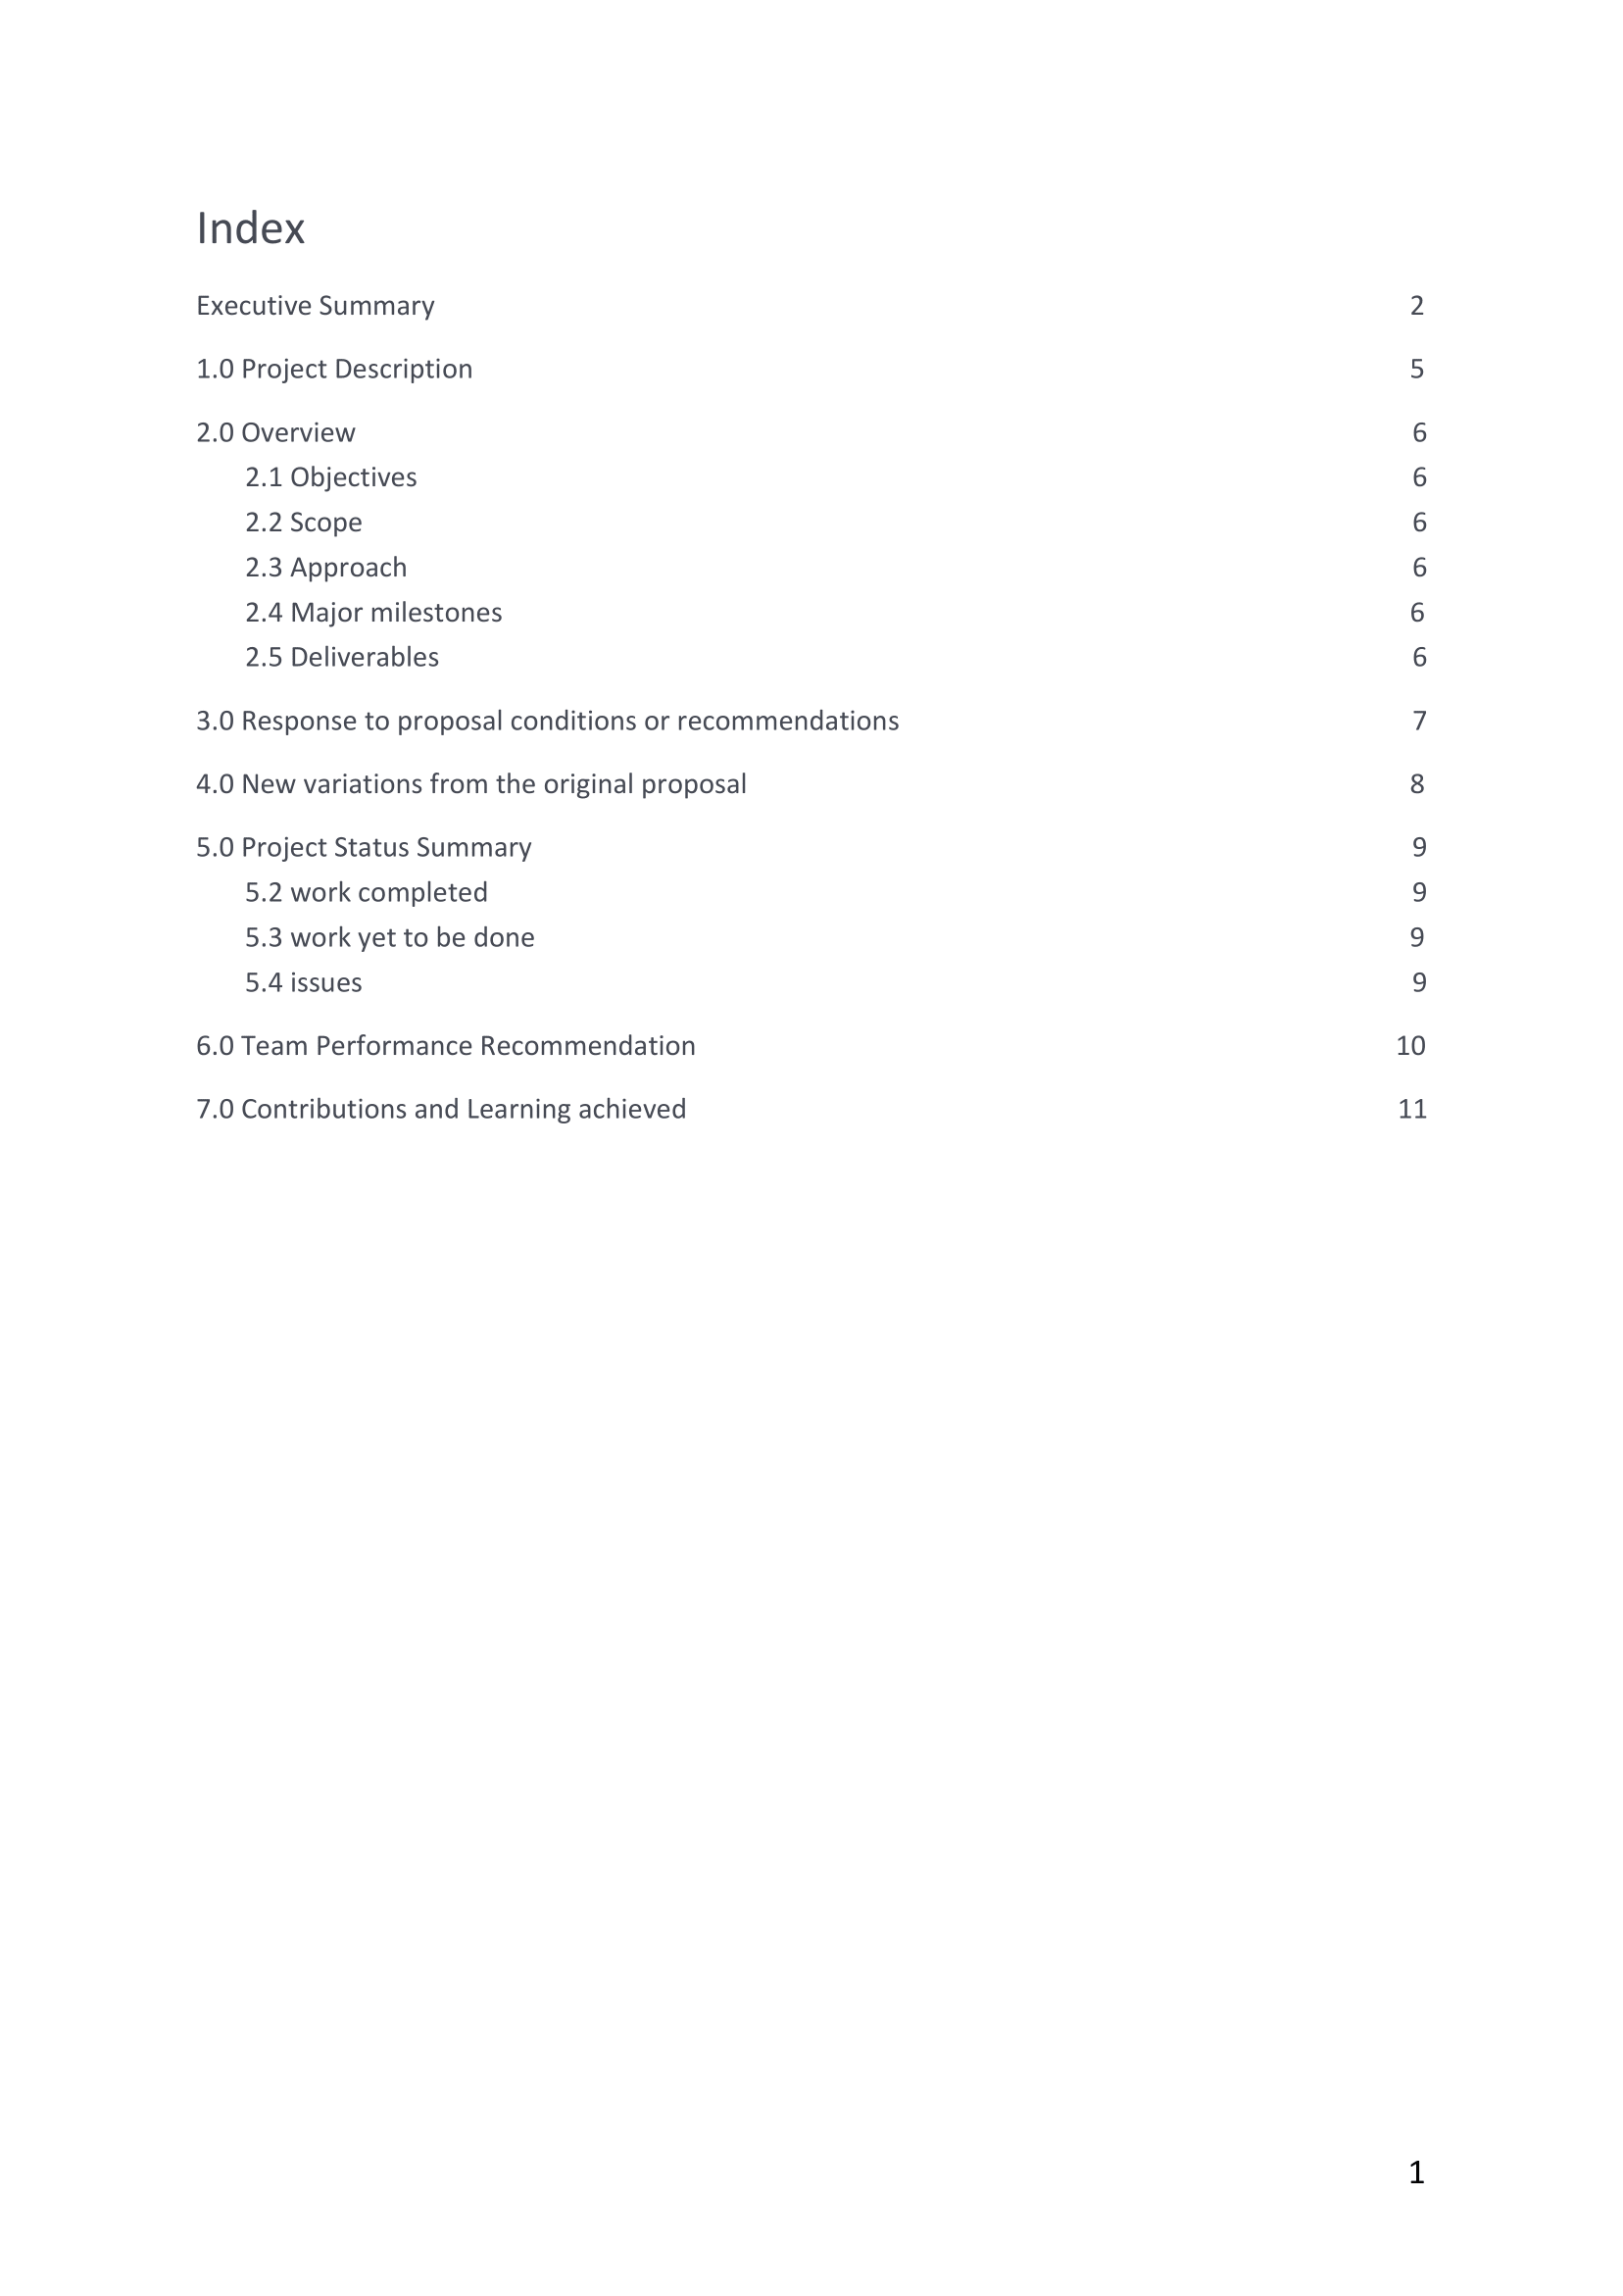 Index
Executive Summary 2
1.0 Project Description 5
2.0 Overview 6
2.1 Objectives 6
2.2 Scope 6
2.3 Approach 6
2.4 Major milestones 6
2.5 Deliverables 6
3.0 Response to proposal conditions or recommendations 7
4.0 New variations from the original proposal 8
5.0 Project Status Summary 9
5.2 work completed 9
5.3 work yet to be done 9
5.4 issues 9
6.0 Team Performance Recommendation 10
7.0 Contributions and Learning achieved 11
1